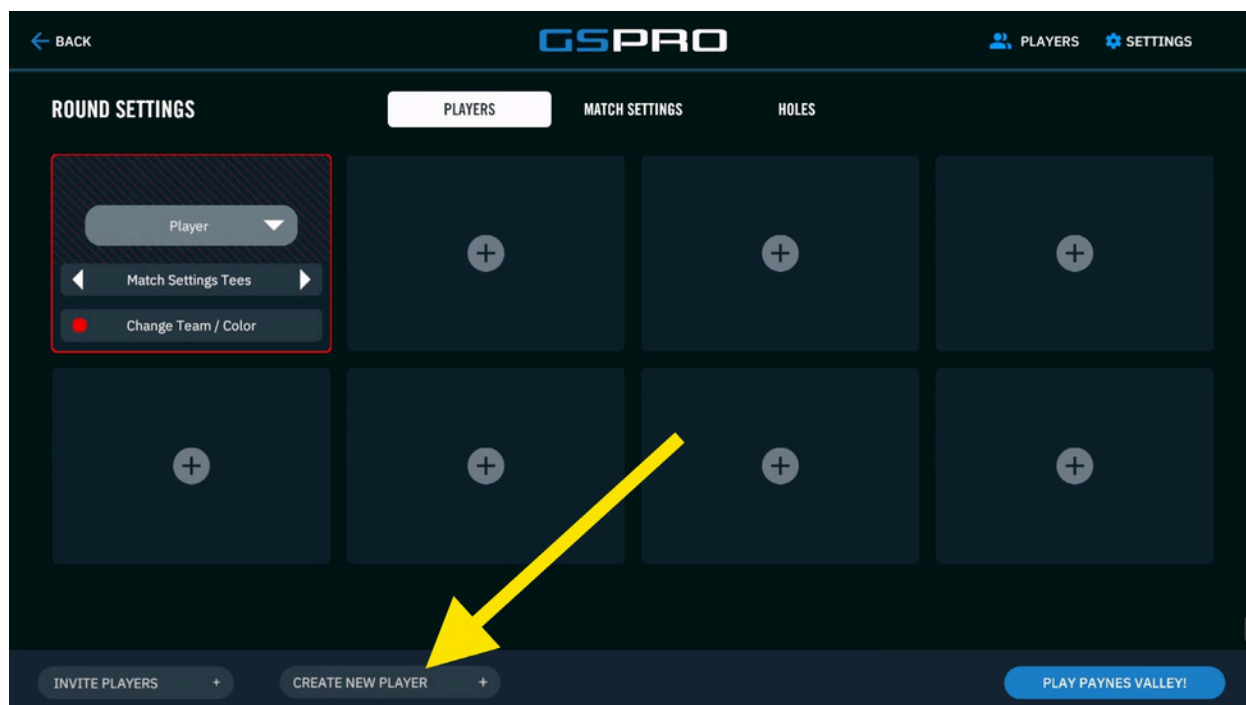 BACK
GSPRO
PLAYERS
SETTINGS
ROUND SETTINGS
PLAYERS
MATCH SETTINGS
HOLES
Player
Match Settings Tees
Change Team / Color
INVITE PLAYERS +
CREATE NEW PLAYER +
PLAY PAYNES VALLEY!